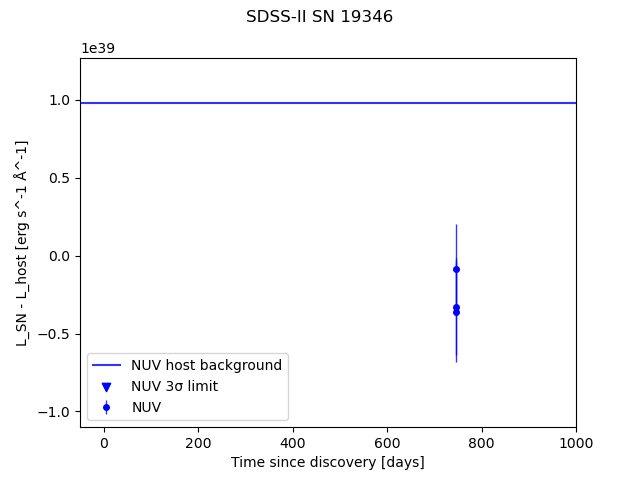 SDSS-II SN 19346
1e39
1.0
0.5
0.0
−0.5
−1.0
L_SN - L_host [erg s^-1 Å^-1]
NUV host background
NUV 3σ limit
NUV
0 200 400 600 800 1000
Time since discovery [days]